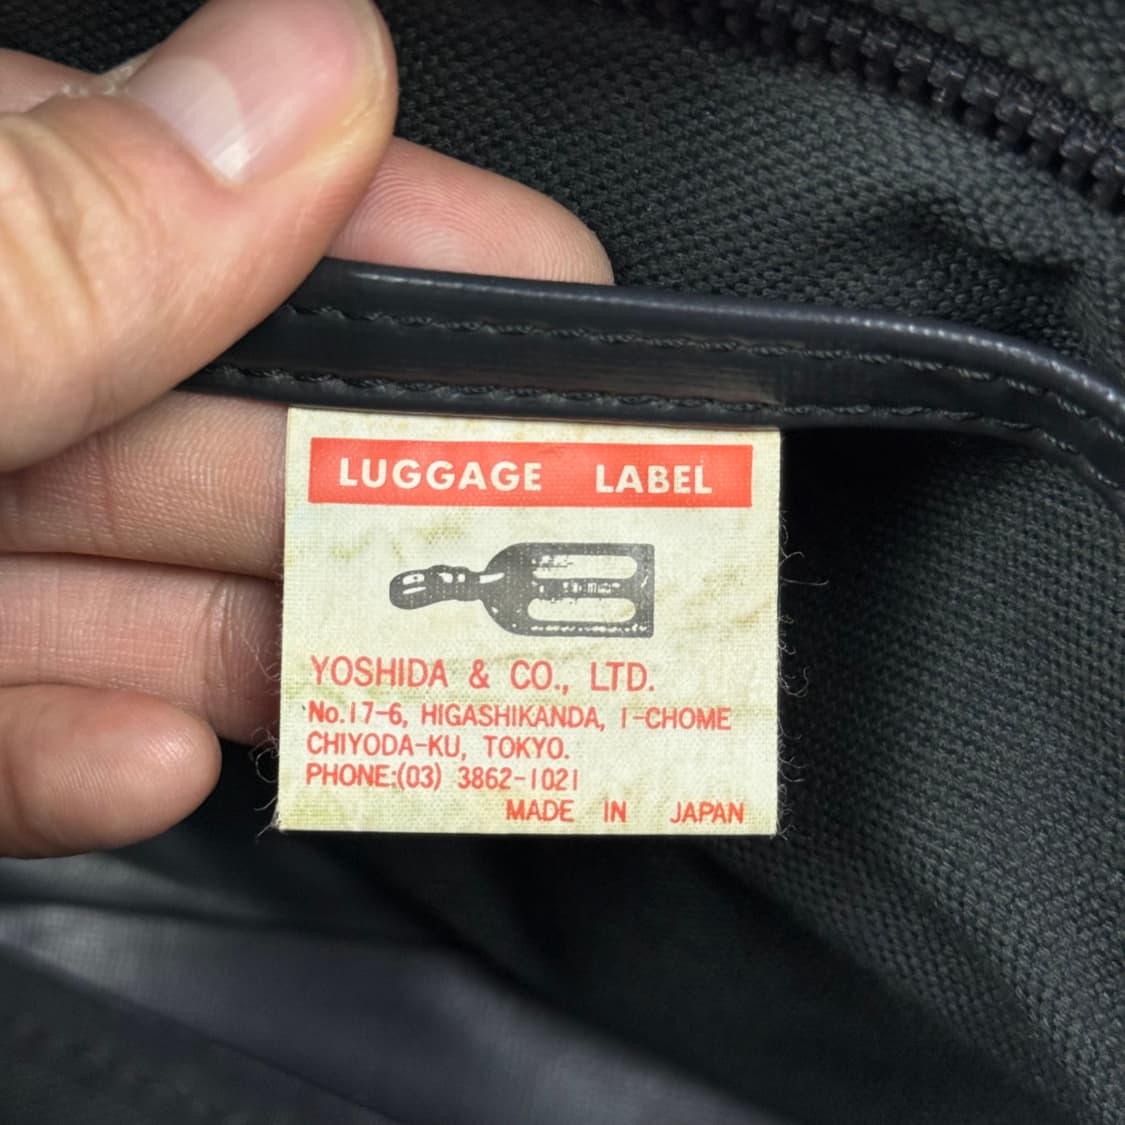 LUGGAGE LABEL
YOSHIDA & CO., LTD.
No.17-6, HIGASHIKANDA, 1-CHOME
CHIYODA-KU, TOKYO.
PHONE:(03) 3862-1021
MADE IN JAPAN